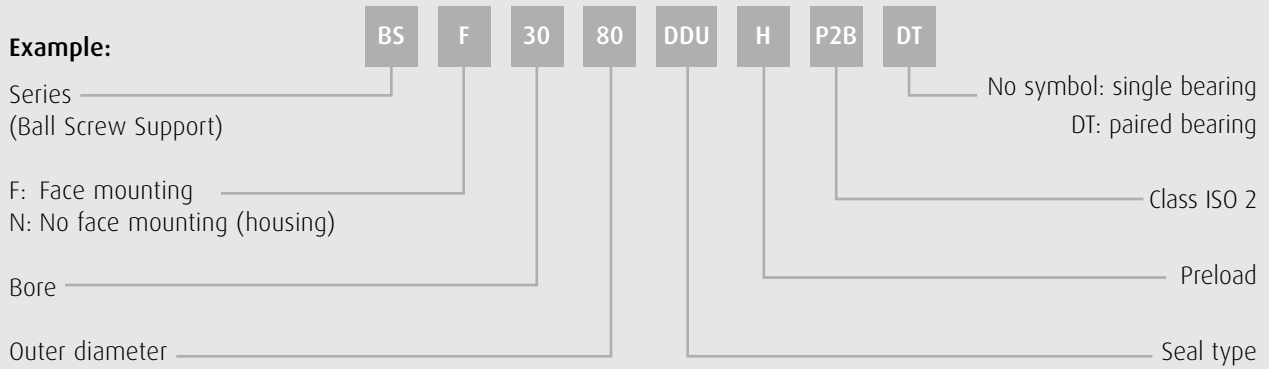 Example:
BS F 30 80 DDU H P2B DT
Series
(Ball Screw Support)
No symbol: single bearing
DT: paired bearing
F: Face mounting
N: No face mounting (housing)
Class ISO 2
Bore
Preload
Outer diameter
Seal type